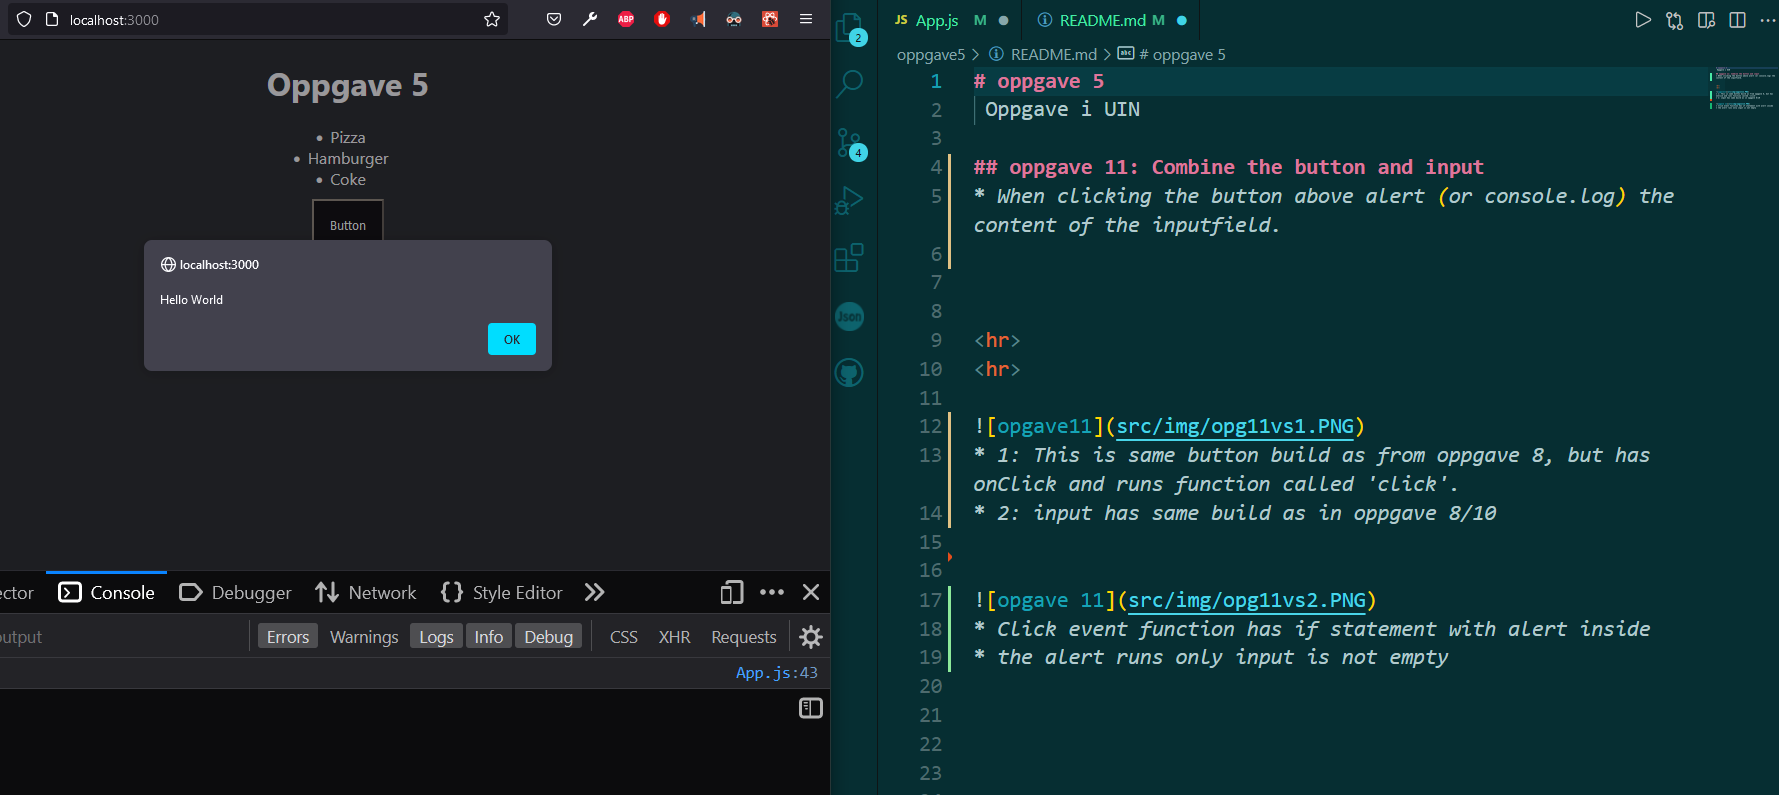 localhost:3000
ABP
Oppgave 5
• Pizza
• Hamburger
• Coke
Button
localhost:3000
Hello World
OK
ector
Console
Debugger
Network
Style Editor
output
Errors
Warnings
Logs
Info
Debug
CSS
XHR
Requests
App.js:43
2
4
Json
JS App.js M
README.md M
oppgave5 > README.md > abc # oppgave 5
1 # oppgave 5
2 Oppgave i UIN
3
4 ## oppgave 11: Combine the button and input
5 * When clicking the button above alert (or console.log) the
content of the inputfield.
6
7
8
9 <hr>
10 <hr>
11
12 ![opgave11](src/img/opg11vs1.PNG)
13 * 1: This is same button build as from oppgave 8, but has
onClick and runs function called 'click'.
14 * 2: input has same build as in oppgave 8/10
15
16
17 ![opgave 11](src/img/opg11vs2.PNG)
18 * Click event function has if statement with alert inside
19 * the alert runs only input is not empty
20
21
22
23